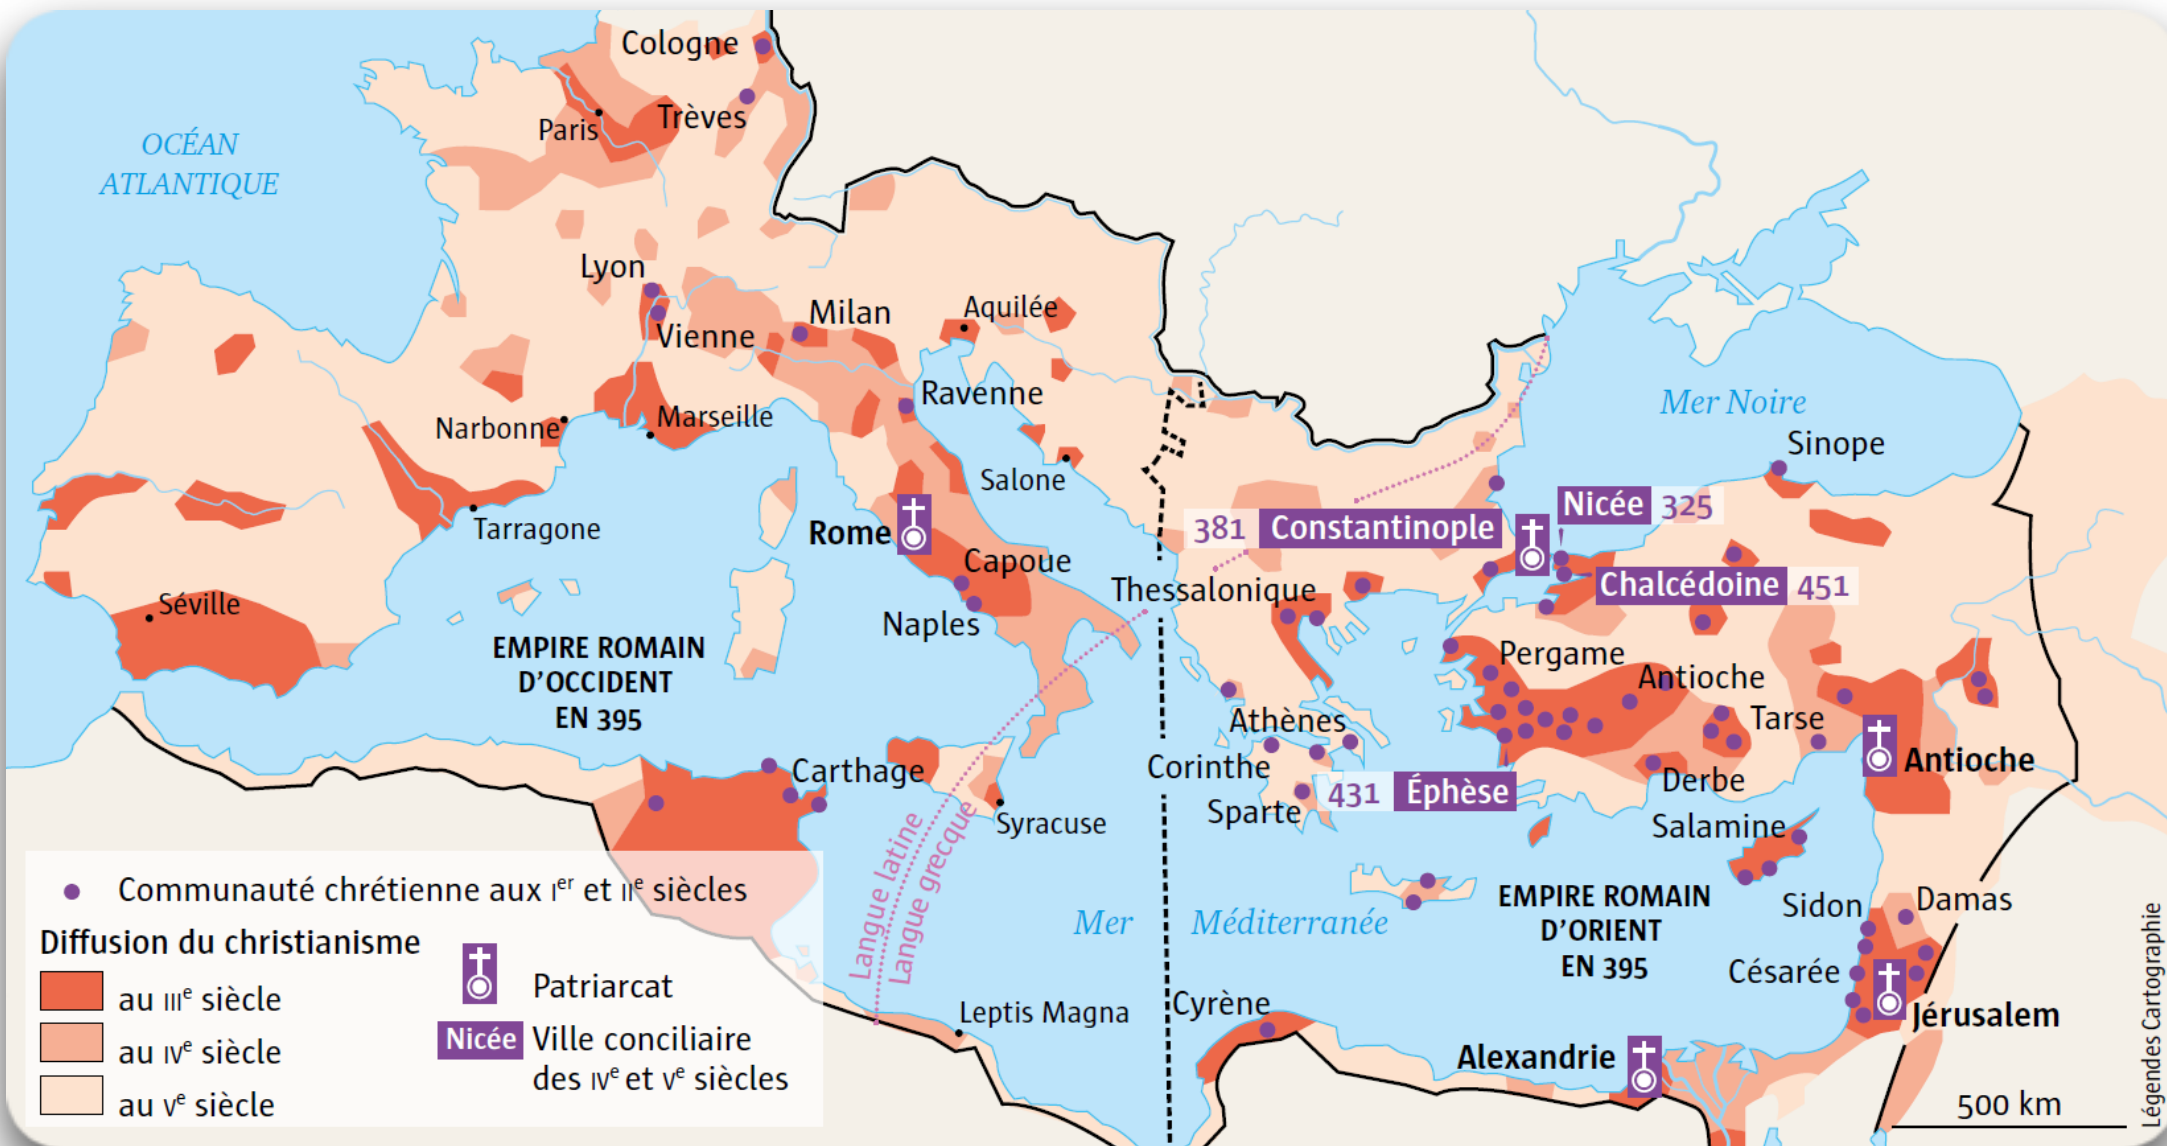 Cologne
Trèves
Paris
OCÉAN
ATLANTIQUE
Lyon
Vienne
Milan
Aquilée
Ravenne
Narbonne
Marseille
Salone
Tarragone
Séville
Rome
Capoue
Naples
Mer Noire
Sinope
Nicée 325
381 Constantinople
Chalcédoine 451
Thessalonique
EMPIRE ROMAIN
D'OCCIDENT
EN 395
Pergame
Antioche
Athènes
Tarse
Corinthe
Antioche
Carthage
Sparte
431 Éphèse
Derbe
Syracuse
Salamine
Langue latine
Langue grecque
Mer Méditerranée
EMPIRE ROMAIN
D'ORIENT
EN 395
Sidon
Damas
Césarée
Jérusalem
Leptis Magna
Cyrène
Alexandrie
500 km
Légendes Cartographie
Communauté chrétienne aux Ier et IIe siècles
Diffusion du christianisme
au IIIe siècle
au IVe siècle
au Ve siècle
Patriarcat
Nicée Ville conciliaire
des IVe et Ve siècles